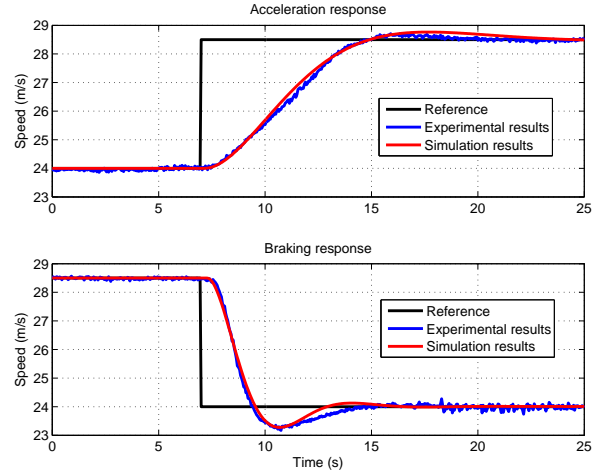 Acceleration response
Speed (m/s)
29
28
27
26
25
24
23
0
5
10
15
20
25
Reference
Experimental results
Simulation results
Braking response
Speed (m/s)
29
28
27
26
25
24
23
0
5
10
15
20
25
Reference
Experimental results
Simulation results
Time (s)